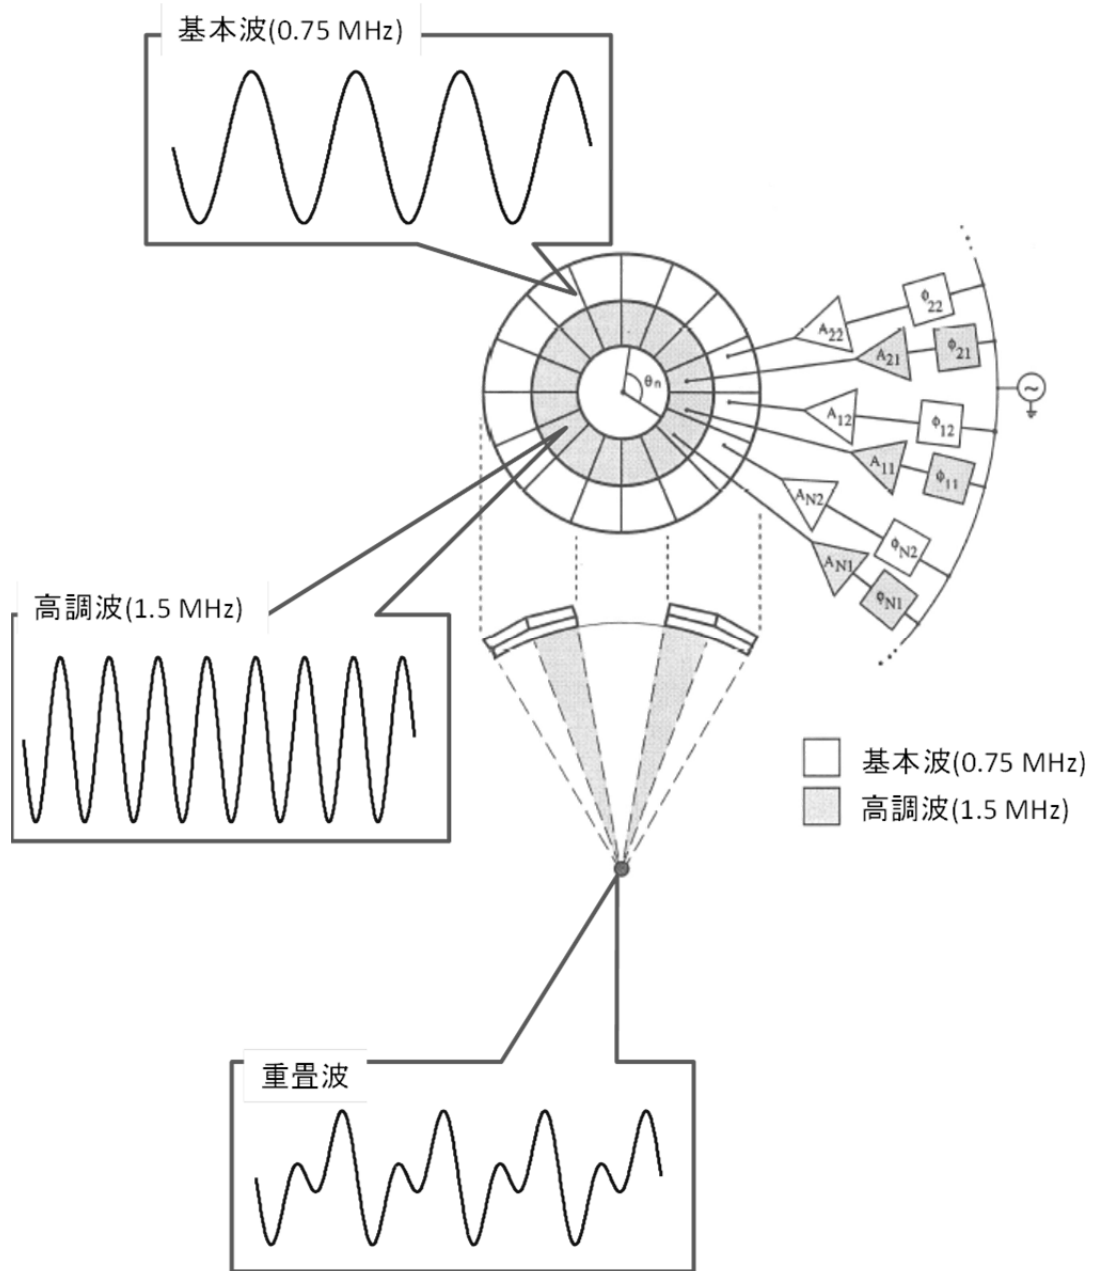 基本波(0.75 MHz)
ϕ22
A22
ϕ21
A21
θn
A12
ϕ12
A11
ϕ11
AN2
ϕN2
AN1
ϕN1
~
高調波(1.5 MHz)
基本波(0.75 MHz)
高調波(1.5 MHz)
重畳波